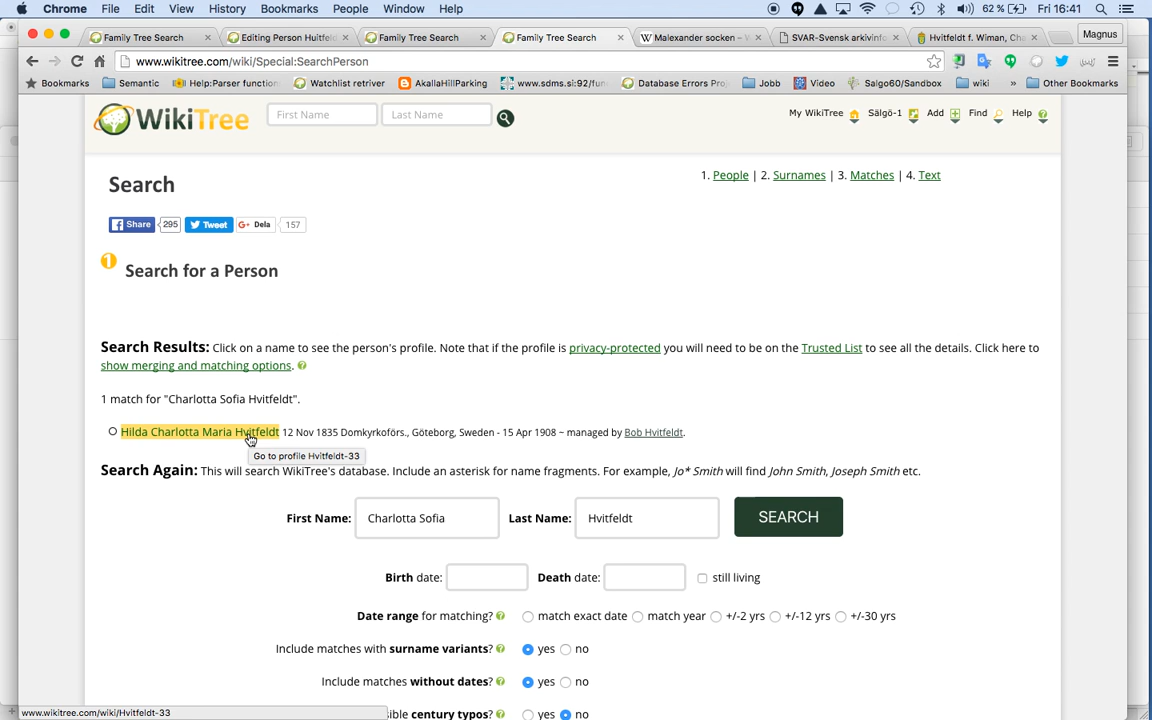 Chrome File Edit View History Bookmarks People Window Help 62% Fri 16:41
Family Tree Search × Editing Person Huitfeld × Family Tree Search × Family Tree Search × Malexander socken – × SVAR-Svensk arkivinfo × Hvitfeldt f. Wiman, Ch × Magnus
www.wikitree.com/wiki/Special:SearchPerson
Bookmarks Semantic Help:Parser function Watchlist retriver AkallaHillParking www.sdms.si:92/fun Database Errors Proj Jobb Video Salgo60/Sandbox wiki » Other Bookmarks
WikiTree First Name Last Name My WikiTree Sälgö-1 Add Find Help
Search
1. People | 2. Surnames | 3. Matches | 4. Text
Share 295 Tweet G+ Dela 157
1 Search for a Person
Search Results: Click on a name to see the person's profile. Note that if the profile is privacy-protected you will need to be on the Trusted List to see all the details. Click here to
show merging and matching options.
1 match for "Charlotta Sofia Hvitfeldt".
Hilda Charlotta Maria Hvitfeldt 12 Nov 1835 Domkyrkoförs., Göteborg, Sweden - 15 Apr 1908 ~ managed by Bob Hvitfeldt.
Go to profile Hvitfeldt-33
Search Again: This will search WikiTree's database. Include an asterisk for name fragments. For example, Jo* Smith will find John Smith, Joseph Smith etc.
First Name: Charlotta Sofia Last Name: Hvitfeldt SEARCH
Birth date: Death date: still living
Date range for matching? match exact date match year +/-2 yrs +/-12 yrs +/-30 yrs
Include matches with surname variants? yes no
Include matches without dates? yes no
ible century typos? yes no
www.wikitree.com/wiki/Hvitfeldt-33